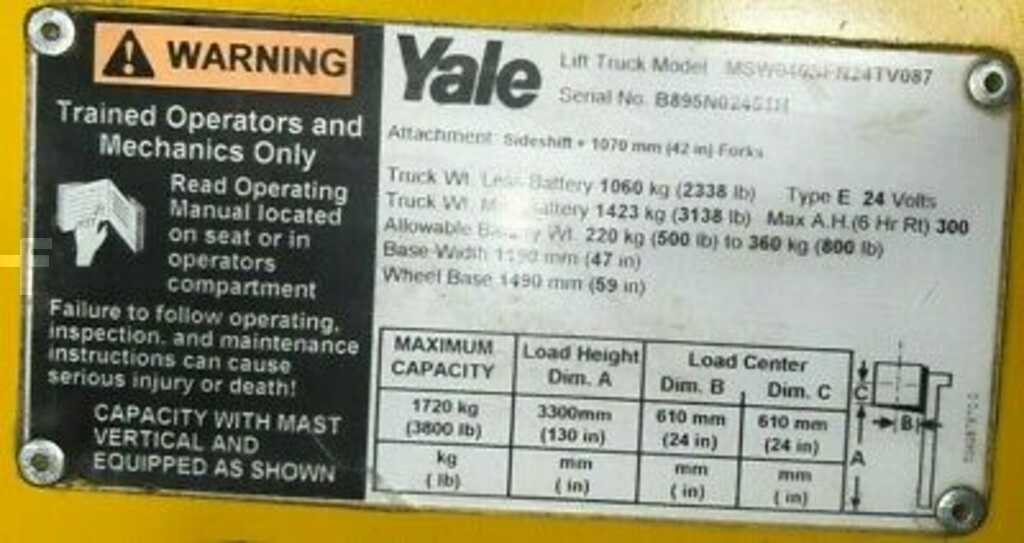 WARNING
Trained Operators and
Mechanics Only
Read Operating
Manual located
on seat or in
operators
compartment
Failure to follow operating,
inspection, and maintenance
instructions can cause
serious injury or death!
CAPACITY WITH MAST
VERTICAL AND
EQUIPPED AS SHOWN
Yale
Lift Truck Model
Serial No.
Attachment: Sideshift + 1070 mm (42 in) Forks
Truck Wt. Less Battery 1060 kg (2338 lb) Type E 24 Volts
Truck Wt. Battery 1423 kg (3138 lb) Max A.H.(6 Hr Rt) 300
Allowable Wt. 220 kg (500 lb) to 360 kg (800 lb)
Base Width mm (47 in)
Wheel Base 1490 mm (59 in)
MAXIMUM CAPACITY Load Height Dim. A Load Center Dim. B Dim. C
1720 kg 3300mm 610 mm 610 mm
(3800 lb) (130 in) (24 in) (24 in)
kg mm mm mm
( lb) ( in) ( in) ( in)
C
B
A